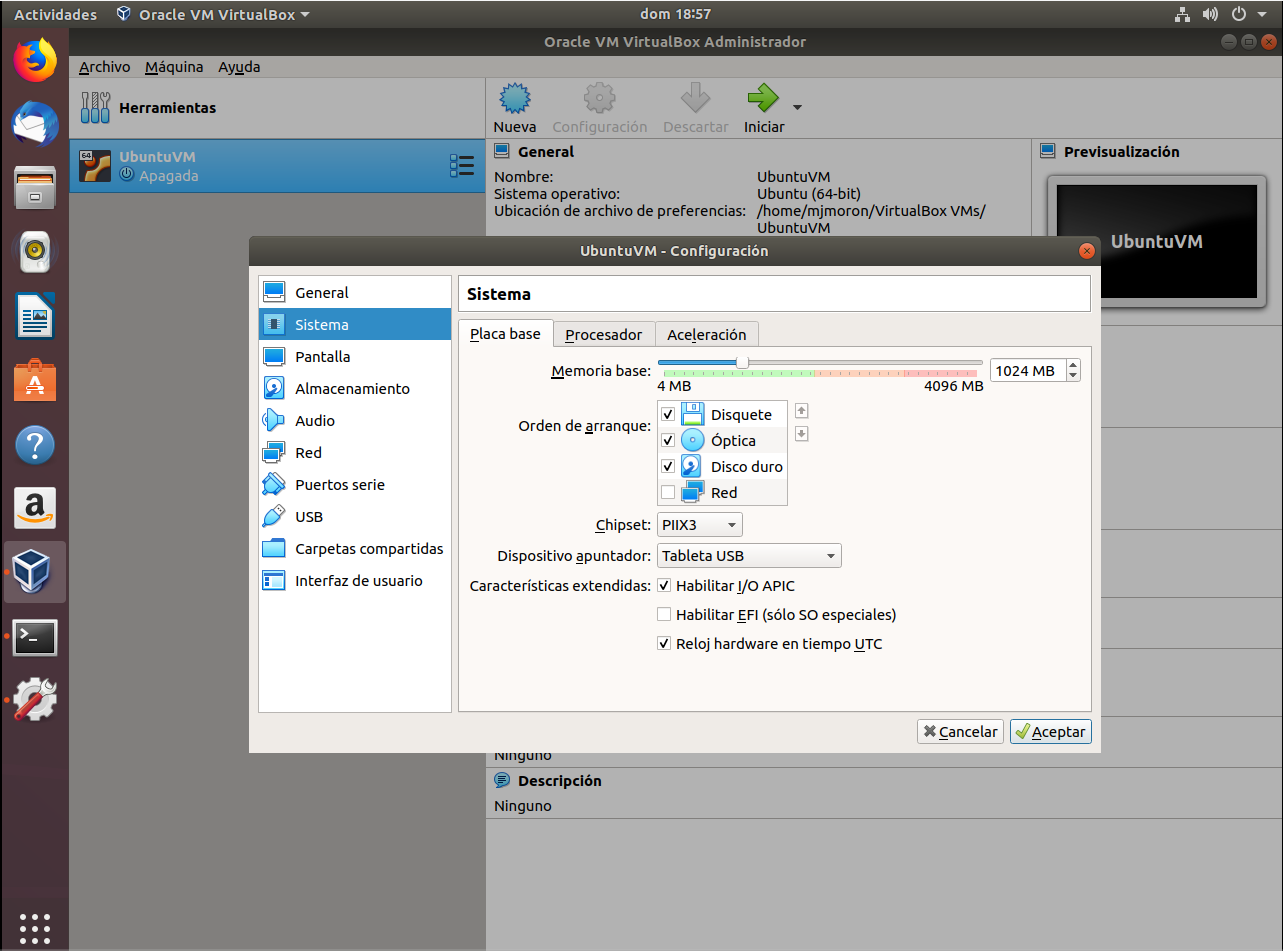 Actividades
Oracle VM VirtualBox
dom 18:57
Oracle VM VirtualBox Administrador
Archivo Máquina Ayuda
Herramientas
Nueva Configuración Descartar Iniciar
64
UbuntuVM
Apagada
General
Nombre: UbuntuVM
Sistema operativo: Ubuntu (64-bit)
Ubicación de archivo de preferencias: /home/mjmoron/VirtualBox VMs/
UbuntuVM
Previsualización
UbuntuVM
UbuntuVM - Configuración
General
Sistema
Pantalla
Almacenamiento
Audio
Red
Puertos serie
USB
Carpetas compartidas
Interfaz de usuario
Sistema
Placa base Procesador Aceleración
Memoria base: 1024 MB
4 MB 4096 MB
Orden de arranque:
Disquete
Óptica
Disco duro
Red
Chipset: PIIX3
Dispositivo apuntador: Tableta USB
Características extendidas: Habilitar I/O APIC
Habilitar EFI (sólo SO especiales)
Reloj hardware en tiempo UTC
Cancelar Aceptar
Ninguno
Descripción
Ninguno